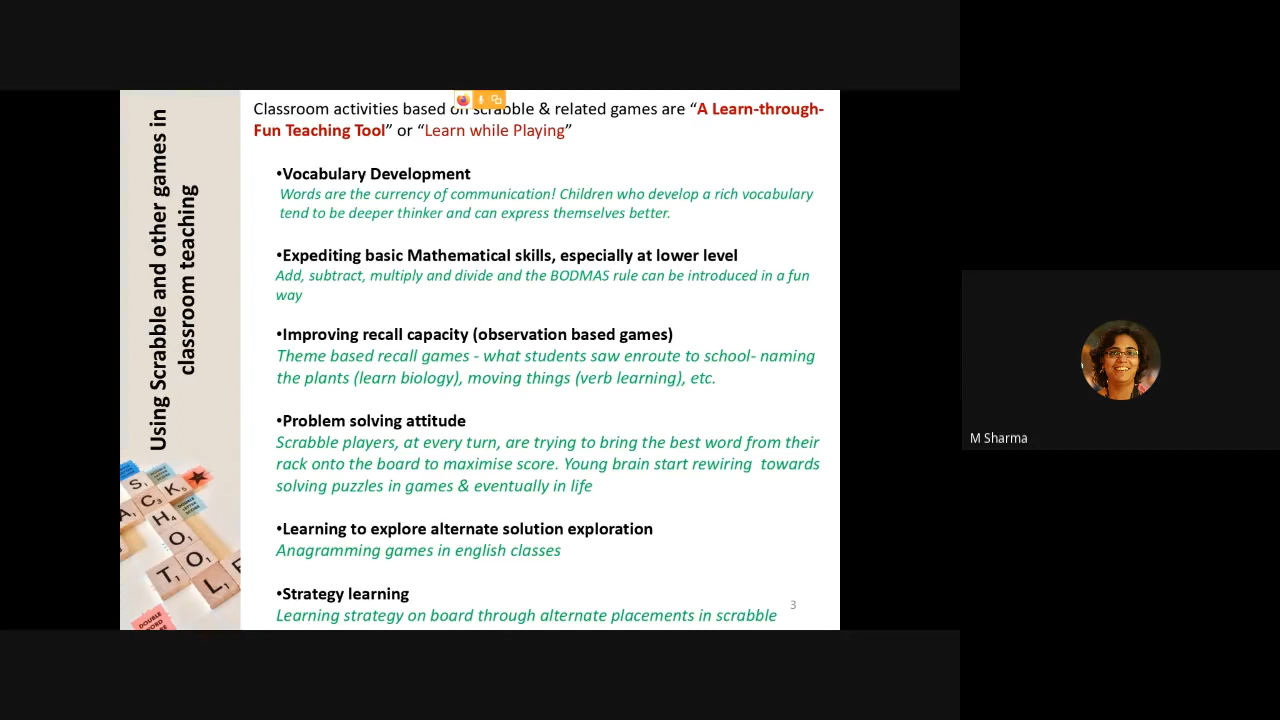 Using Scrabble and other games in
classroom teaching
Classroom activities based on scrabble & related games are “A Learn-through-
Fun Teaching Tool” or “Learn while Playing”
•Vocabulary Development
Words are the currency of communication! Children who develop a rich vocabulary
tend to be deeper thinker and can express themselves better.
•Expediting basic Mathematical skills, especially at lower level
Add, subtract, multiply and divide and the BODMAS rule can be introduced in a fun
way
•Improving recall capacity (observation based games)
Theme based recall games - what students saw enroute to school- naming
the plants (learn biology), moving things (verb learning), etc.
•Problem solving attitude
Scrabble players, at every turn, are trying to bring the best word from their
rack onto the board to maximise score. Young brain start rewiring  towards
solving puzzles in games & eventually in life
•Learning to explore alternate solution exploration
Anagramming games in english classes
•Strategy learning
Learning strategy on board through alternate placements in scrabble
3
S A C K
S C H O O L
T O
DOUBLE
WORD
M Sharma